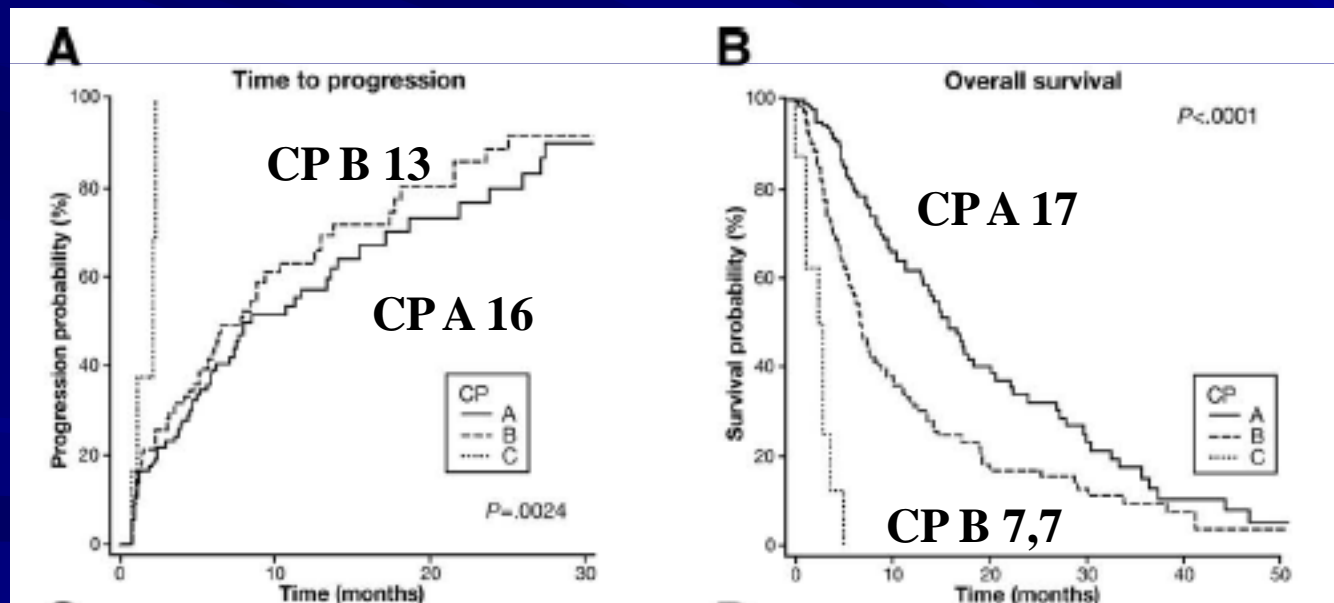 A
Time to progression
Progression probability (%)
100
80
60
40
20
0
CP B 13
CP A 16
CP
A
B
C
P=.0024
0 10 20 30
Time (months)
B
Overall survival
P<.0001
Survival probability (%)
100
80
60
40
20
0
CP A 17
CP
A
B
C
CP B 7,7
0 10 20 30 40 50
Time (months)